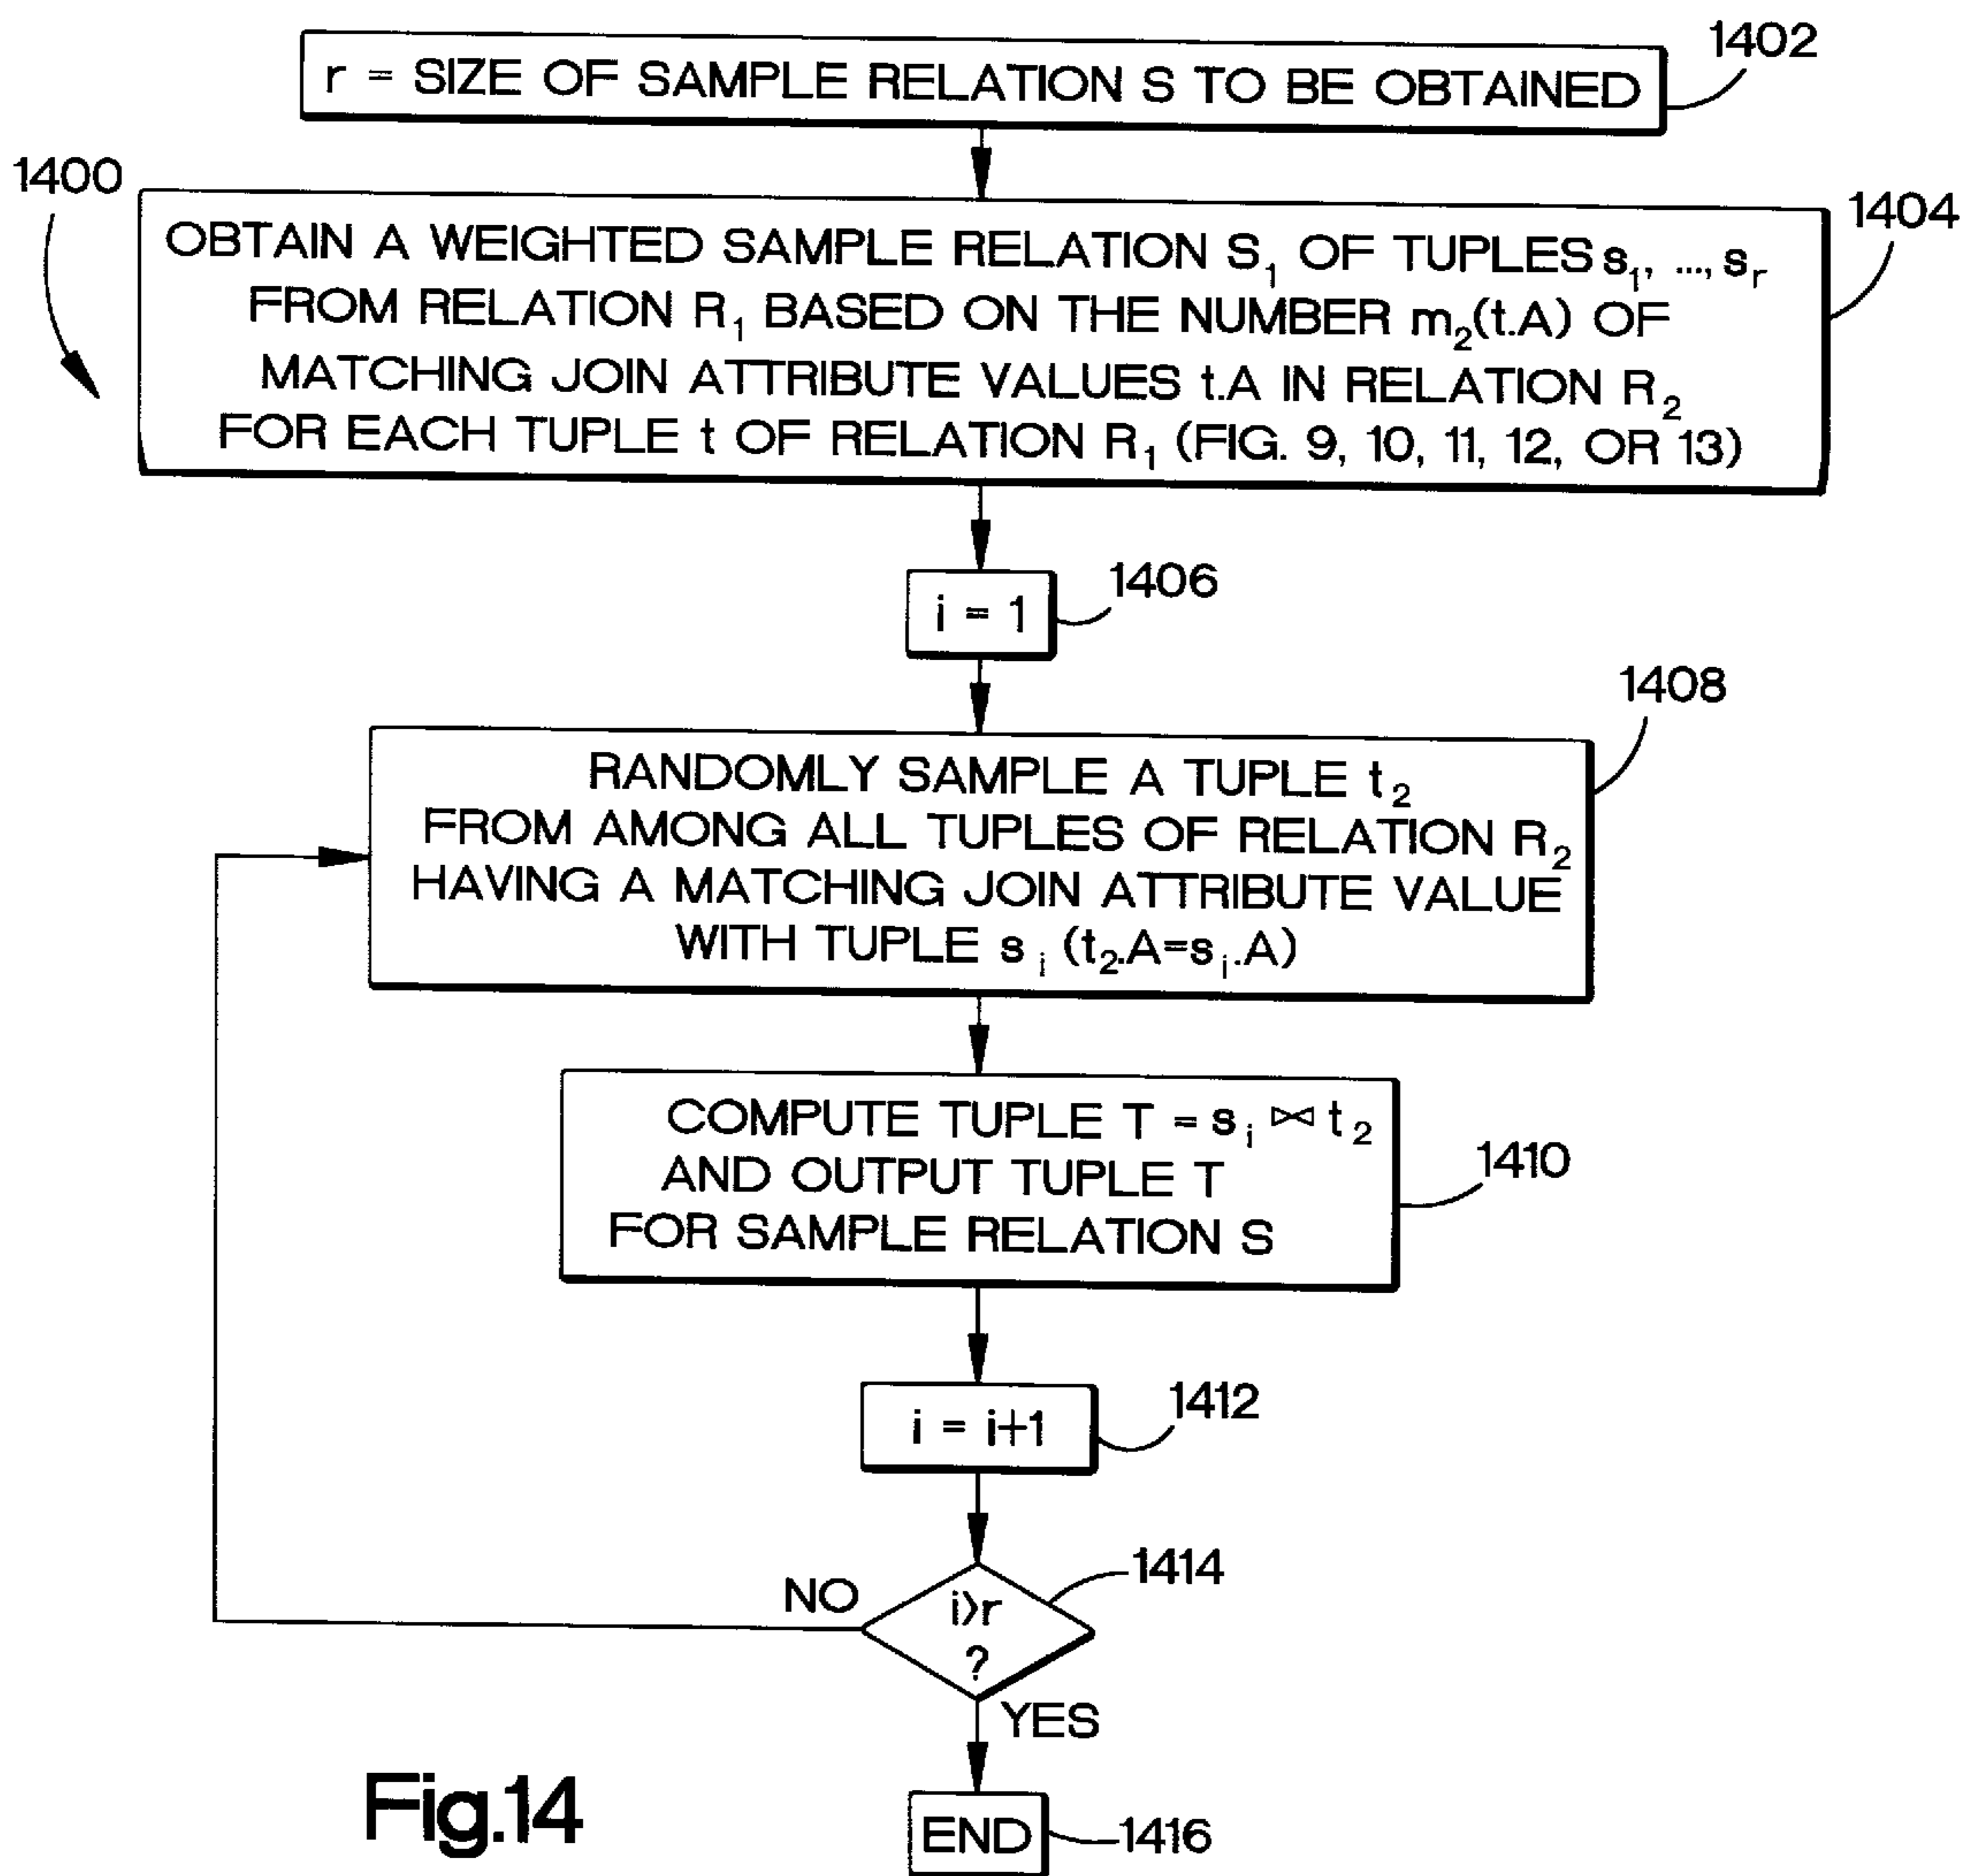 1402
r = SIZE OF SAMPLE RELATION S TO BE OBTAINED
1400
1404
OBTAIN A WEIGHTED SAMPLE RELATION S₁ OF TUPLES s₁, ..., sᵣ
FROM RELATION R₁ BASED ON THE NUMBER m₂(t.A) OF
MATCHING JOIN ATTRIBUTE VALUES t.A IN RELATION R₂
FOR EACH TUPLE t OF RELATION R₁ (FIG. 9, 10, 11, 12, OR 13)
1406
i = 1
1408
RANDOMLY SAMPLE A TUPLE t₂
FROM AMONG ALL TUPLES OF RELATION R₂
HAVING A MATCHING JOIN ATTRIBUTE VALUE
WITH TUPLE sᵢ (t₂.A=sᵢ.A)
COMPUTE TUPLE T = sᵢ ⋈ t₂
AND OUTPUT TUPLE T
FOR SAMPLE RELATION S
1410
1412
i = i+1
1414
NO
i>r
?
YES
Fig.14
END
1416